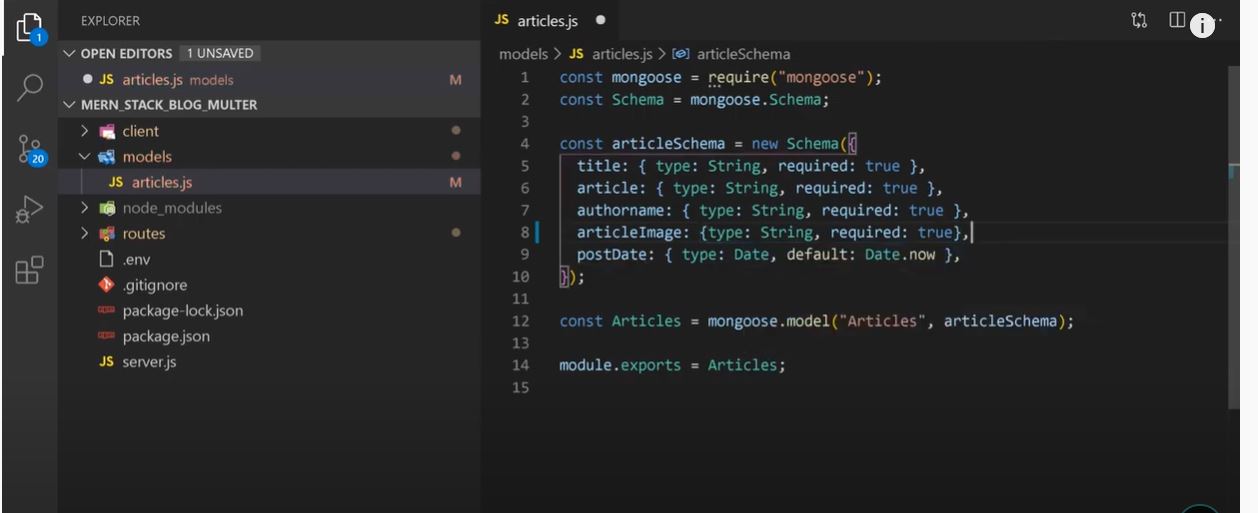 EXPLORER
OPEN EDITORS 1 UNSAVED
JS articles.js models M
MERN_STACK_BLOG_MULTER
client
models
JS articles.js M
node_modules
routes
.env
.gitignore
package-lock.json
package.json
JS server.js
1
20
JS articles.js
i
models > JS articles.js > articleSchema
1 const mongoose = require("mongoose");
2 const Schema = mongoose.Schema;
3
4 const articleSchema = new Schema({
5 title: { type: String, required: true },
6 article: { type: String, required: true },
7 authorname: { type: String, required: true },
8 articleImage: {type: String, required: true},
9 postDate: { type: Date, default: Date.now },
10 });
11
12 const Articles = mongoose.model("Articles", articleSchema);
13
14 module.exports = Articles;
15